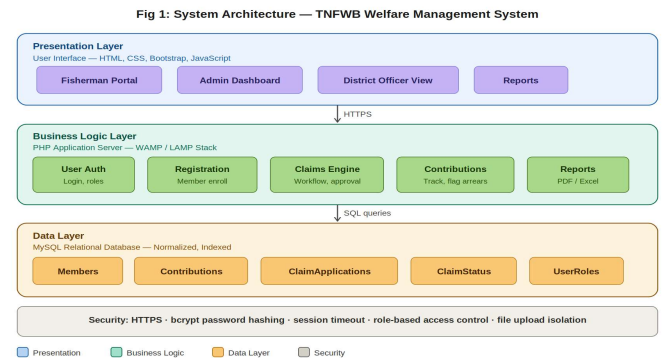 Fig 1: System Architecture — TNFWB Welfare Management System
Presentation Layer
User Interface — HTML, CSS, Bootstrap, JavaScript
Fisherman Portal
Admin Dashboard
District Officer View
Reports
HTTPS
Business Logic Layer
PHP Application Server — WAMP / LAMP Stack
User Auth
Login, roles
Registration
Member enroll
Claims Engine
Workflow, approval
Contributions
Track, flag arrears
Reports
PDF / Excel
SQL queries
Data Layer
MySQL Relational Database — Normalized, Indexed
Members
Contributions
ClaimApplications
ClaimStatus
UserRoles
Security: HTTPS · bcrypt password hashing · session timeout · role-based access control · file upload isolation
Presentation
Business Logic
Data Layer
Security